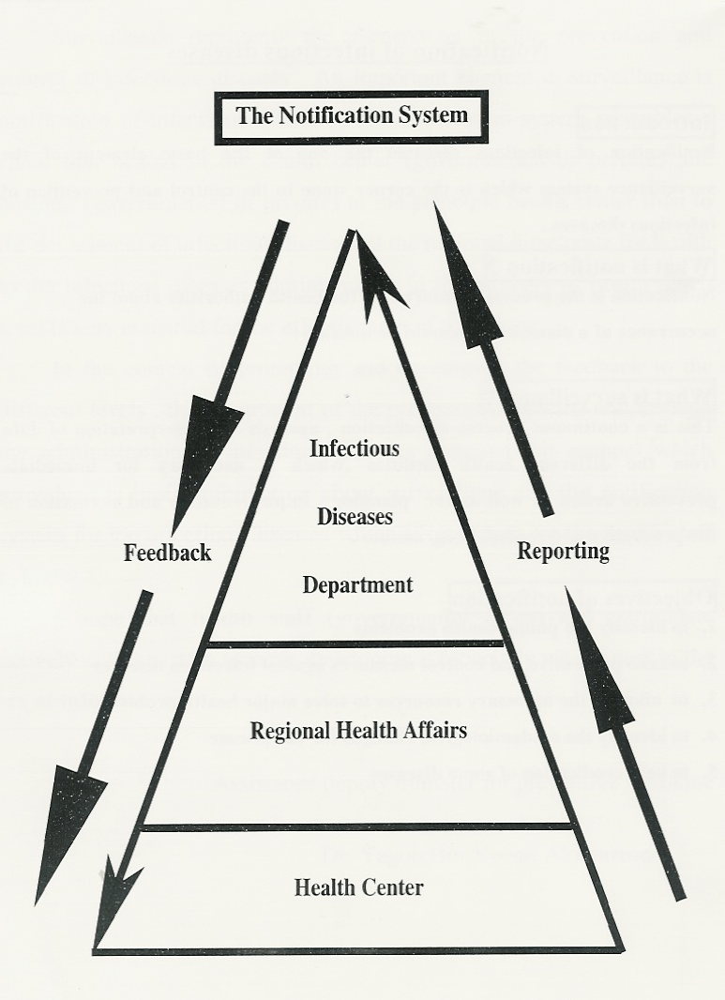 The Notification System
Infectious
Diseases
Department
Feedback
Reporting
Regional Health Affairs
Health Center